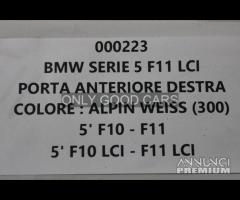 000223
BMW SERIE 5 F11 LCI
PORTA ANTERIORE DESTRA
ONLY GOOD CARS
COLORE : ALPIN WEISS (300)
5' F10 - F11
5' F10 LCI - F11 LCI
ANNUNCI
PREMIUM